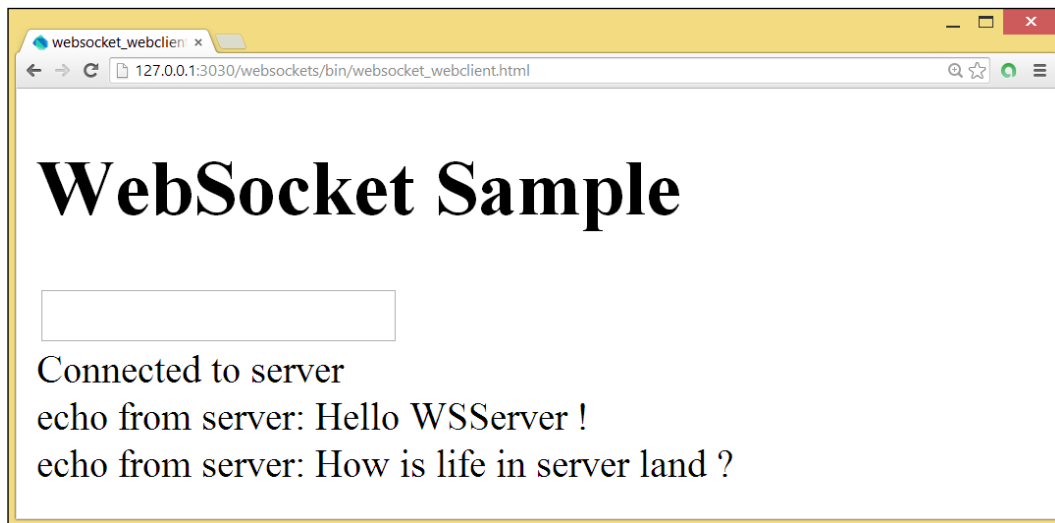 websocket_webclien
127.0.0.1:3030/websockets/bin/websocket_webclient.html
WebSocket Sample
Connected to server
echo from server: Hello WSServer !
echo from server: How is life in server land ?